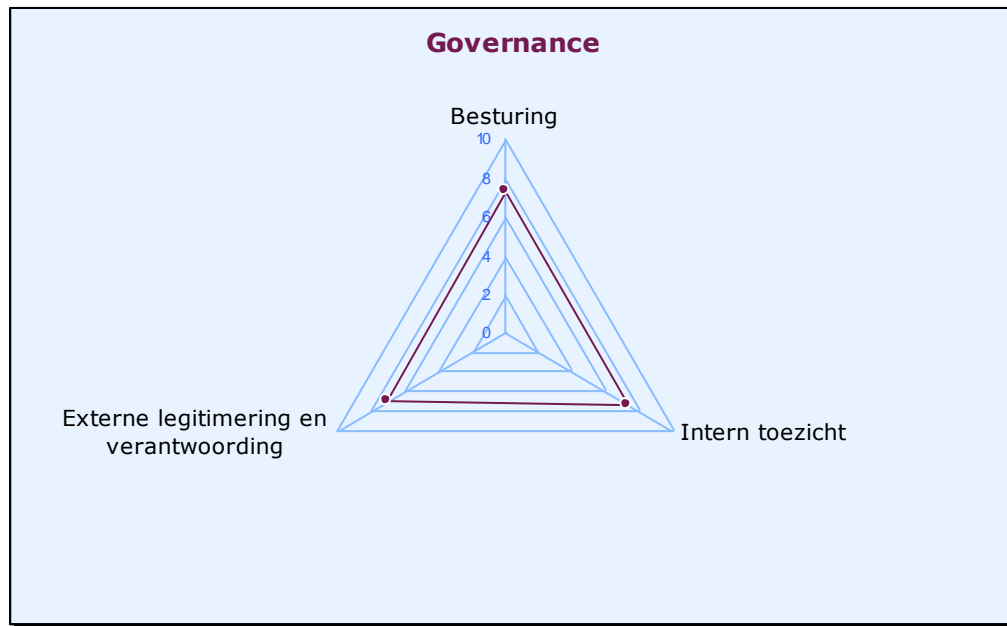 Governance
Besturing
10
8
6
4
2
0
Externe legitimering en
verantwoording
Intern toezicht